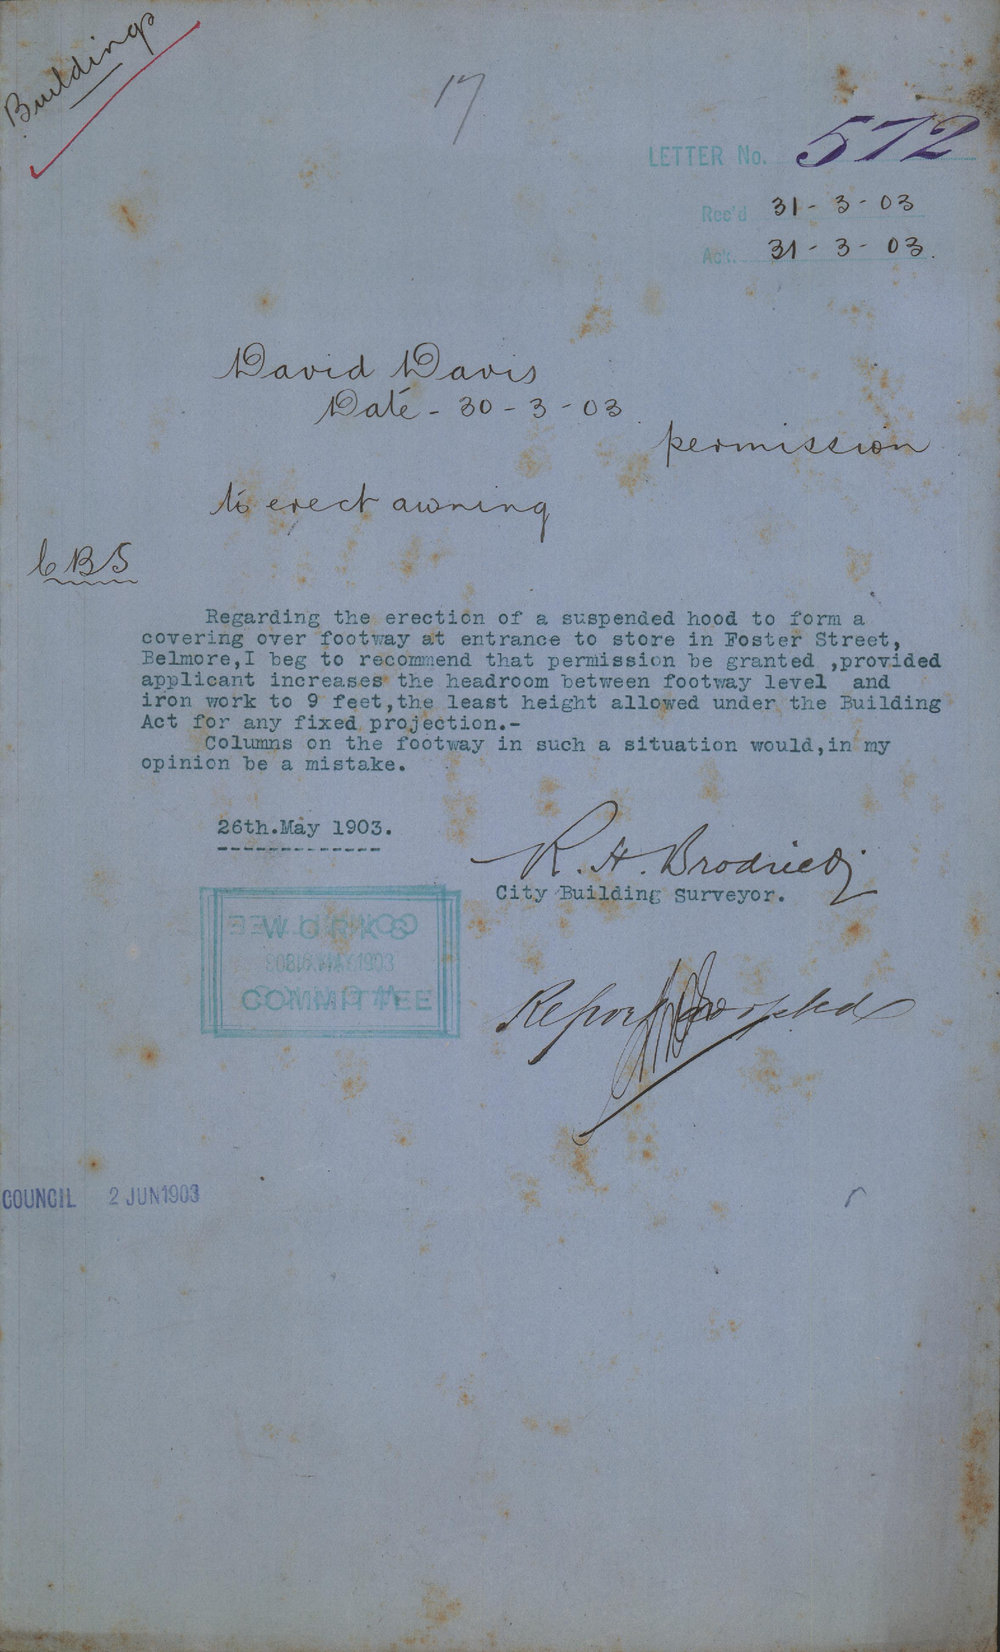 Buildings
17
LETTER No. 572
Rec'd 31-3-03
Ack. 31-3-03.
David Davis
Date - 30-3-03
permission
to erect awning
CBS
Regarding the erection of a suspended hood to form a
covering over footway at entrance to store in Foster Street,
Belmore,I beg to recommend that permission be granted ,provided
applicant increases the headroom between footway level and
iron work to 9 feet,the least height allowed under the Building
Act for any fixed projection.-
Columns on the footway in such a situation would,in my
opinion be a mistake.
26th.May 1903.
R. H. Brodrick
City Building Surveyor.
WORKS
1903
COMMITTEE
Report adopted
COUNCIL 2 JUN 1903